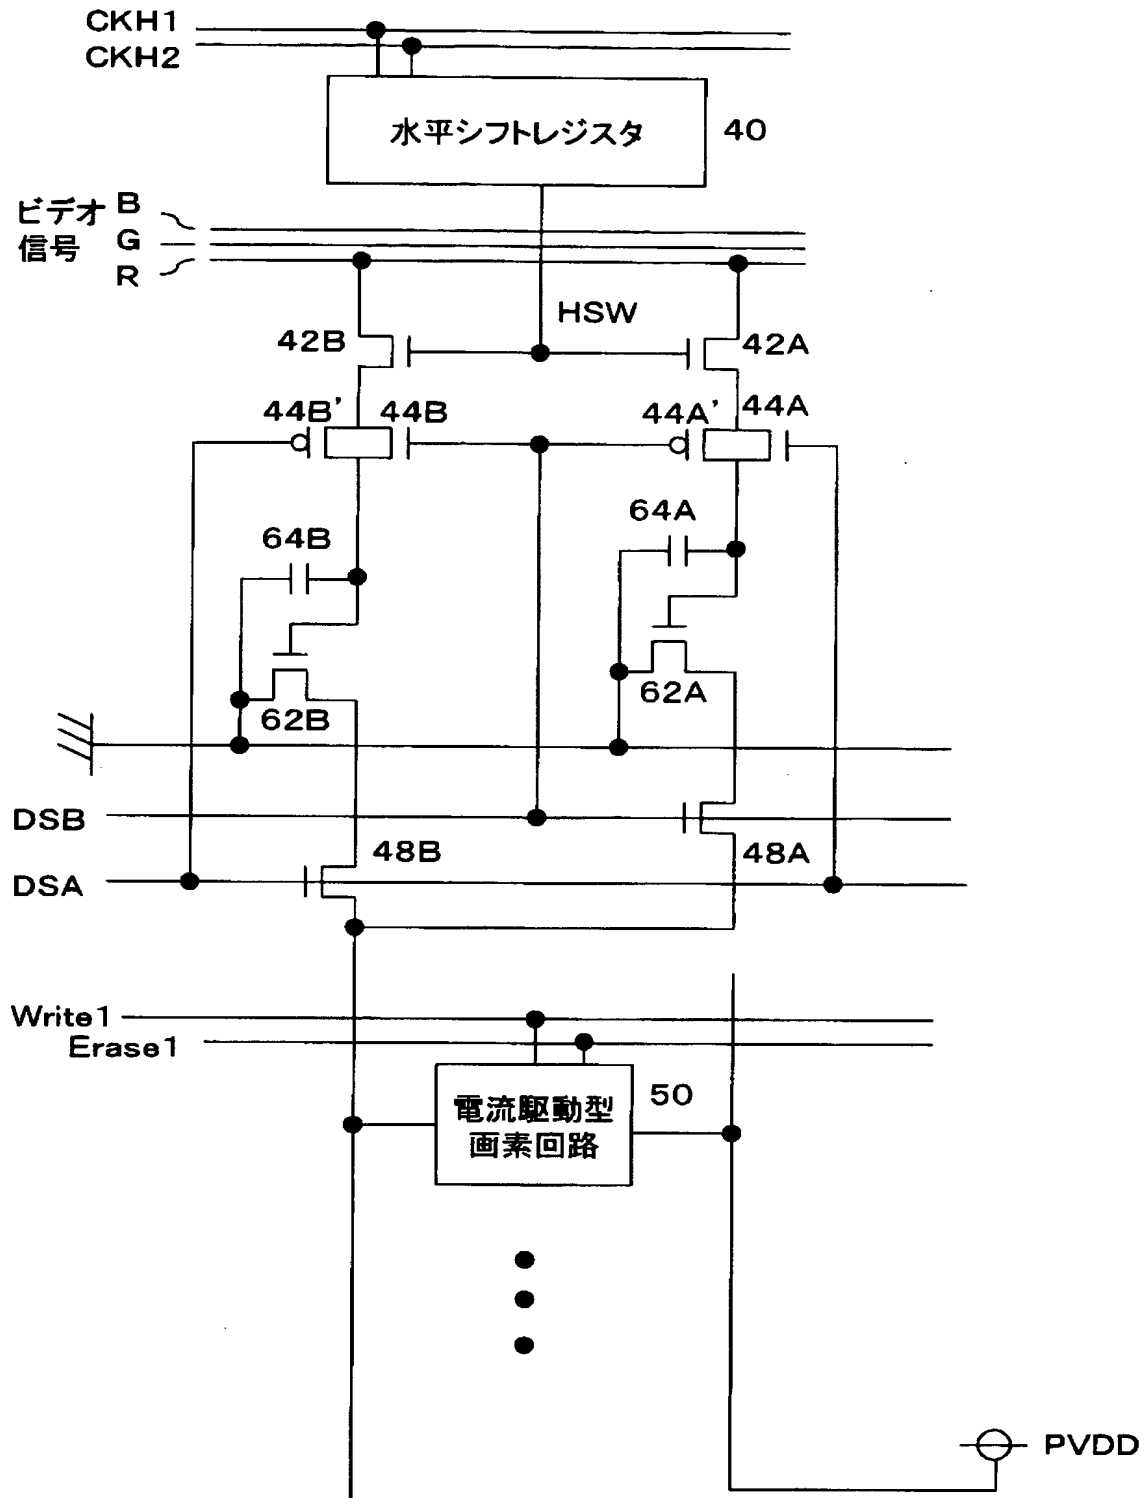 CKH1
CKH2
水平シフトレジスタ
40
ビデオ
信号
B
G
R
HSW
42B
42A
44B'
44B
44A'
44A
64B
64A
62B
62A
DSB
48B
48A
DSA
Write1
Erase1
電流駆動型
画素回路
50
PVDD